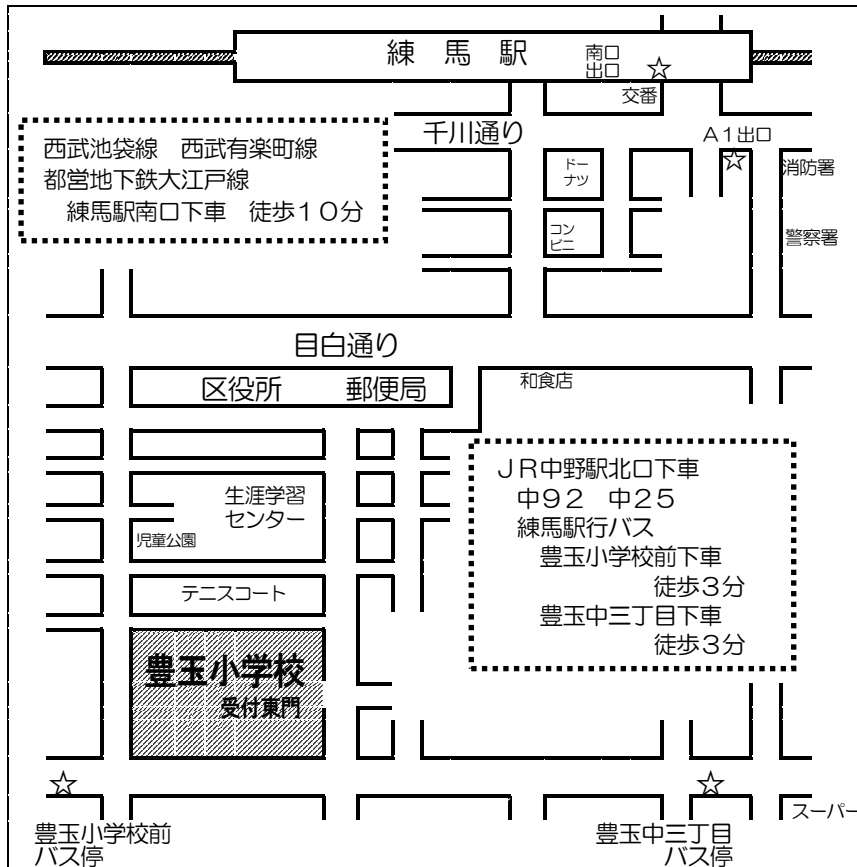 練馬駅
南口
出口
交番
千川通り
A1出口
西武池袋線　西武有楽町線
都営地下鉄大江戸線
練馬駅南口下車　徒歩10分
ドー
ナツ
消防署
コン
ビニ
警察署
目白通り
区役所　郵便局
和食店
JR中野駅北口下車
中92　中25
練馬駅行バス
豊玉小学校前下車
徒歩3分
豊玉中三丁目下車
徒歩3分
生涯学習
センター
児童公園
テニスコート
豊玉小学校
受付東門
スーパー
豊玉小学校前
バス停
豊玉中三丁目
バス停